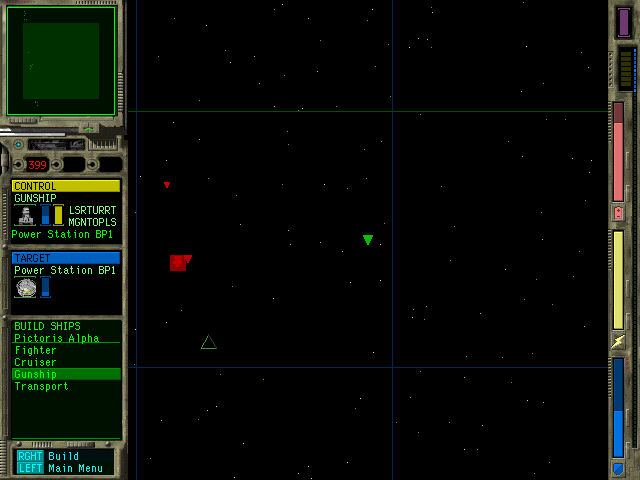 399
CONTROL
GUNSHIP
LSRTURRT
MGNTOPLS
Power Station BP1
TARGET
Power Station BP1
BUILD SHIPS
Pictoris Alpha
Fighter
Cruiser
Gunship
Transport
RGHT Build
LEFT Main Menu